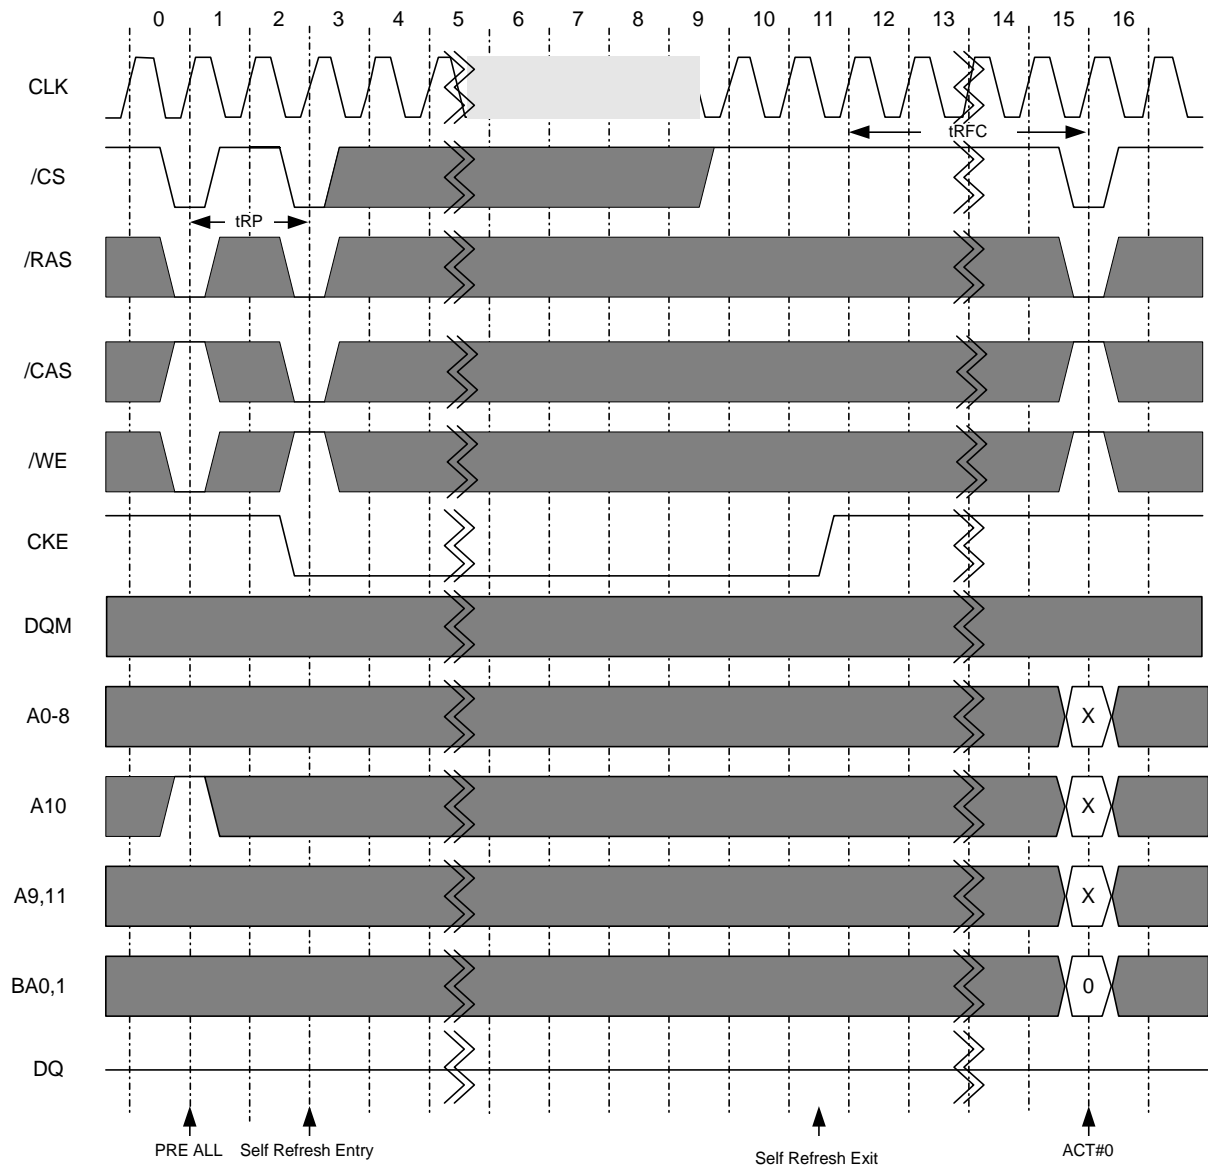 0 1 2 3 4 5 6 7 8 9 10 11 12 13 14 15 16
CLK
tRFC
/CS
tRP
/RAS
/CAS
/WE
CKE
DQM
A0-8 X
A10 X
A9,11 X
BA0,1 0
DQ
PRE ALL Self Refresh Entry Self Refresh Exit ACT#0